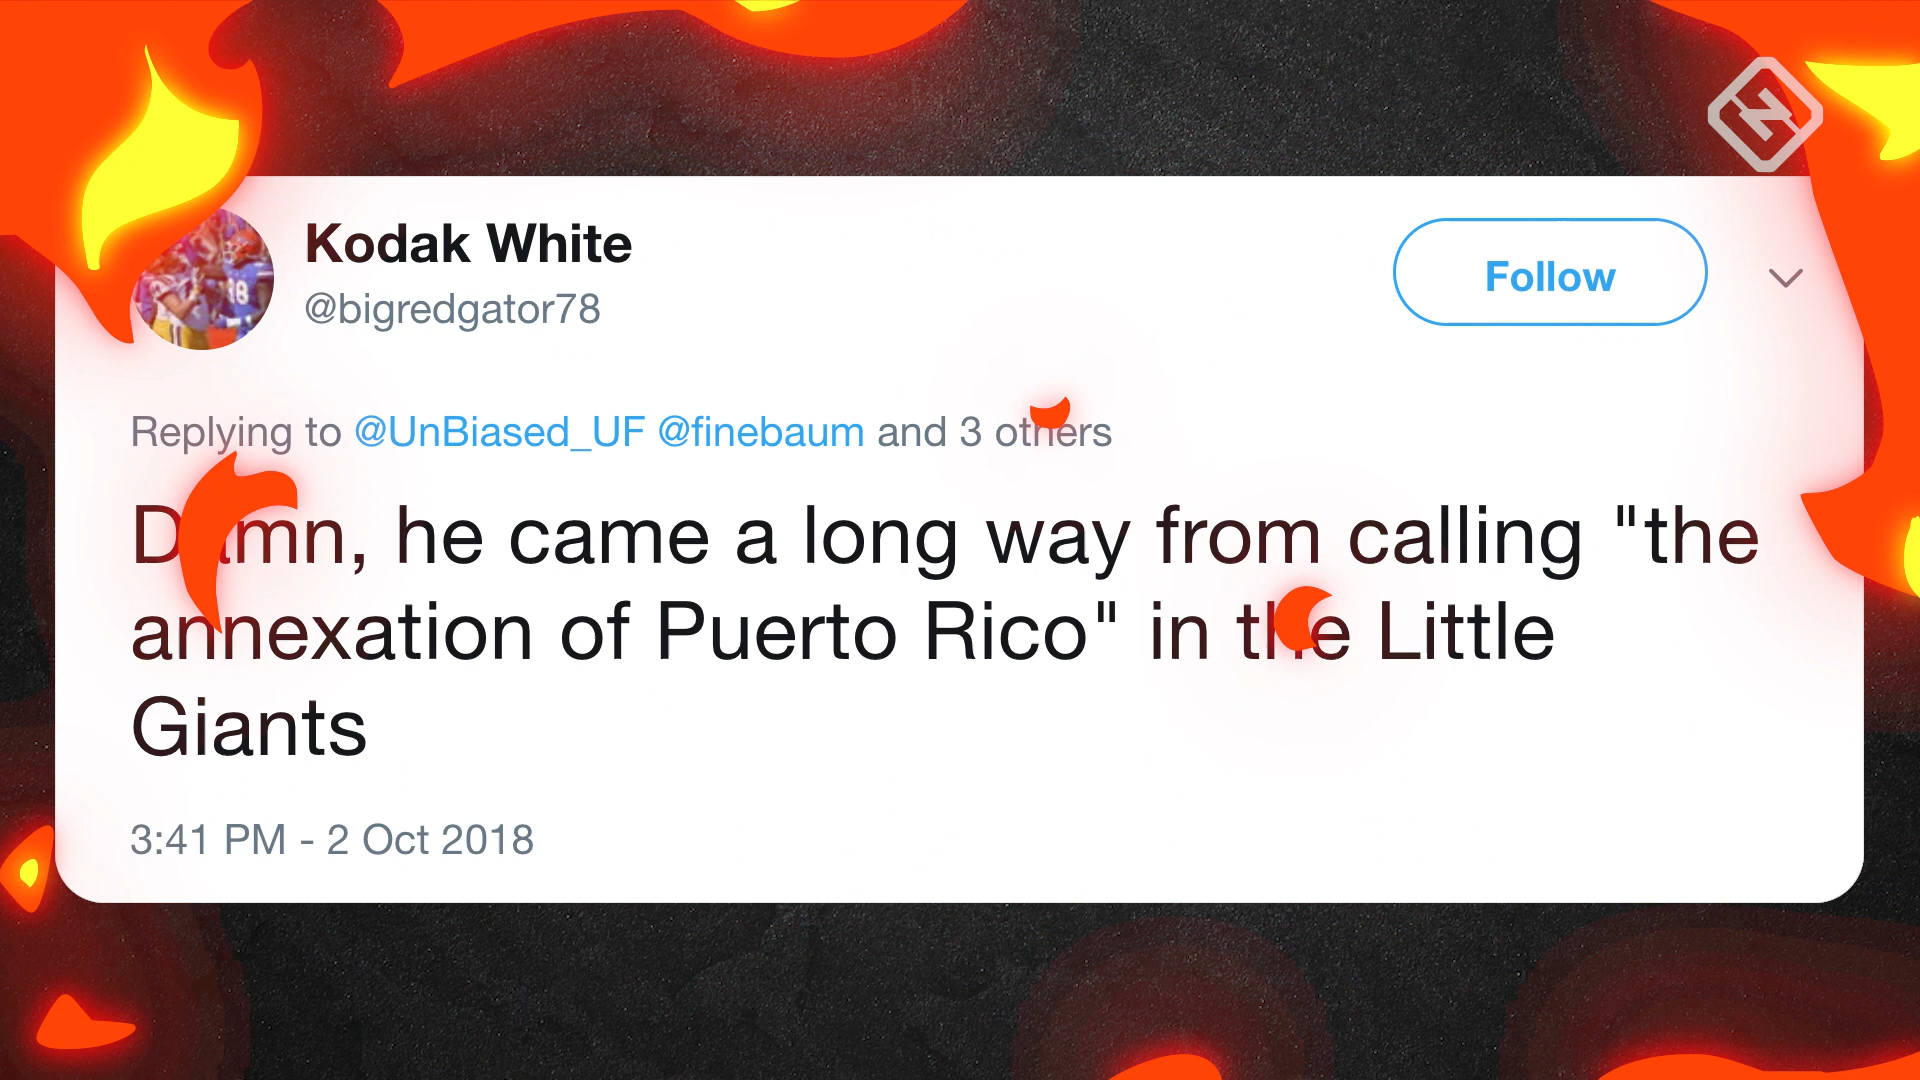 Kodak White
@bigredgator78
Follow
Replying to @UnBiased_UF @finebaum and 3 others
Damn, he came a long way from calling "the
annexation of Puerto Rico" in the Little
Giants
3:41 PM - 2 Oct 2018